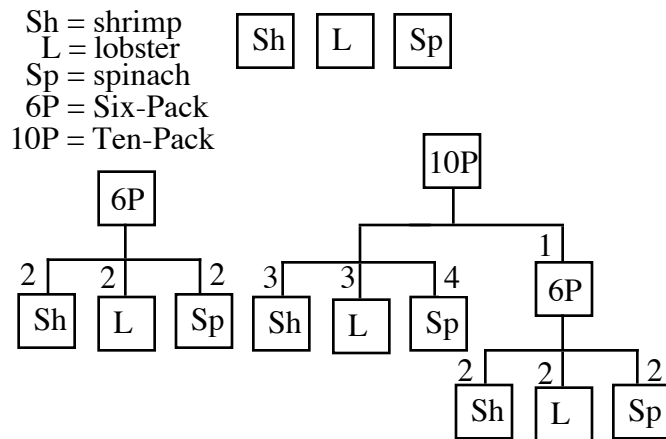 Sh = shrimp
L = lobster
Sp = spinach
6P = Six-Pack
10P = Ten-Pack
Sh L Sp
10P
6P
1
2 2 2
3 3 4
6P
Sh L Sp
Sh L Sp
2 2 2
Sh L Sp